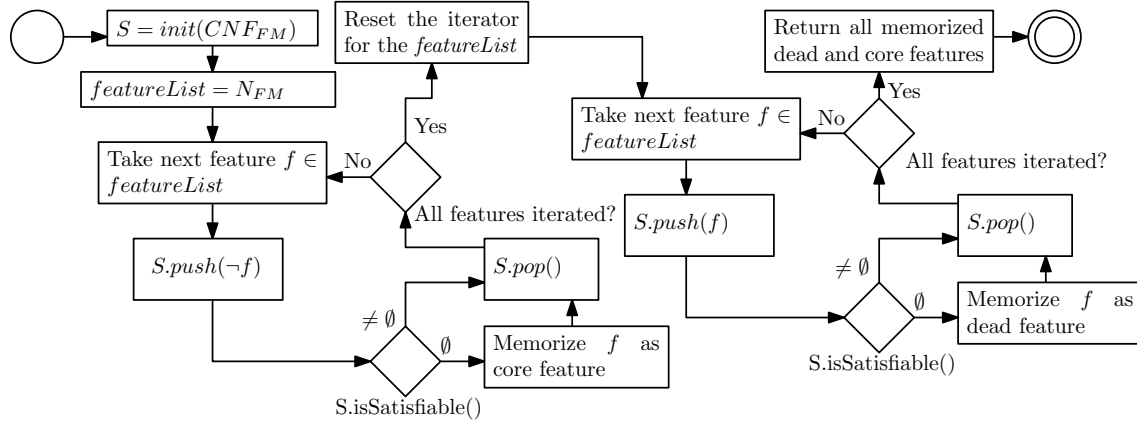 S = init(CNF_FM)
featureList = N_FM
Take next feature f ∈
featureList
S.push(¬f)
S.isSatisfiable()
≠ ∅
∅
Memorize f as
core feature
S.pop()
All features iterated?
No
Yes
Reset the iterator
for the featureList
Take next feature f ∈
featureList
S.push(f)
S.isSatisfiable()
≠ ∅
∅
Memorize f as
dead feature
S.pop()
All features iterated?
No
Yes
Return all memorized
dead and core features